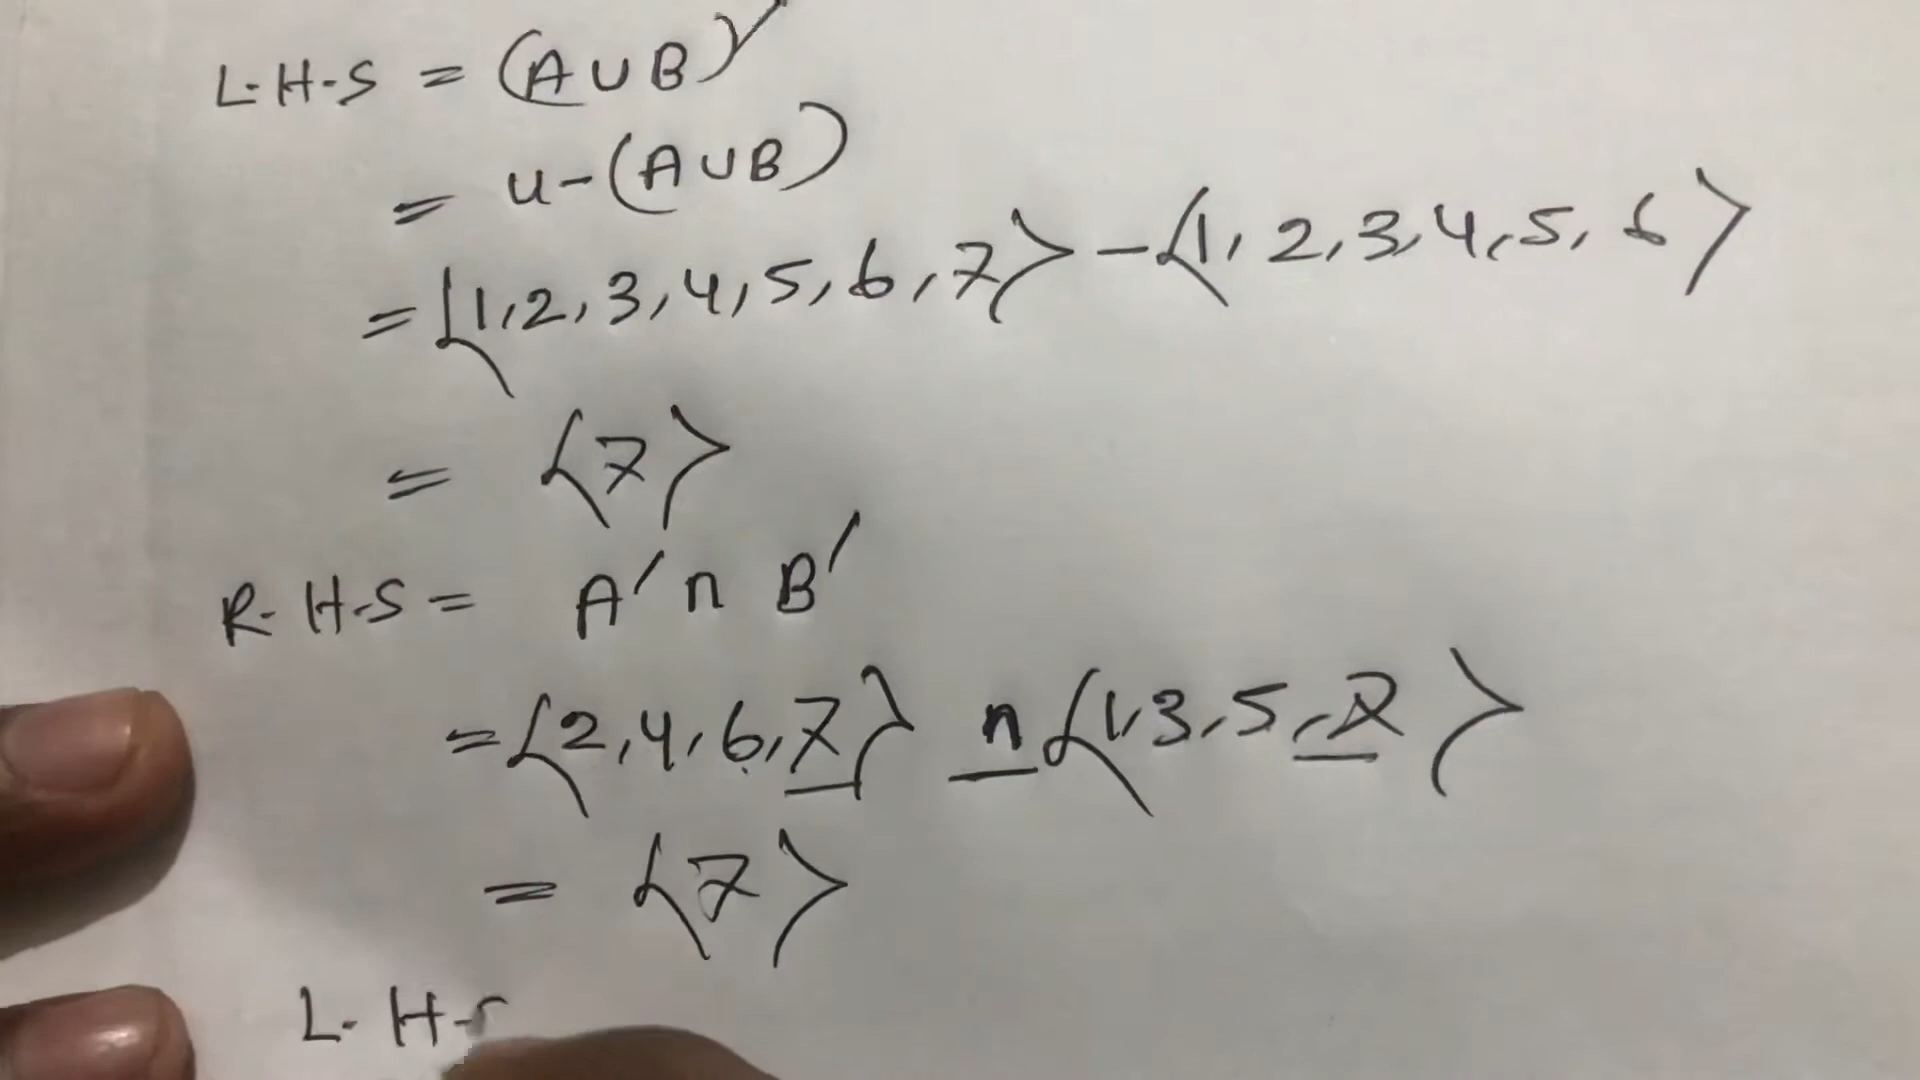 L.H.S = (A∪B)'
= U-(A∪B)
= {1,2,3,4,5,6,7} - {1,2,3,4,5,6}
= {7}
R.H.S = A' ∩ B'
= {2,4,6,7} ∩ {1,3,5,7}
= {7}
L.H.S